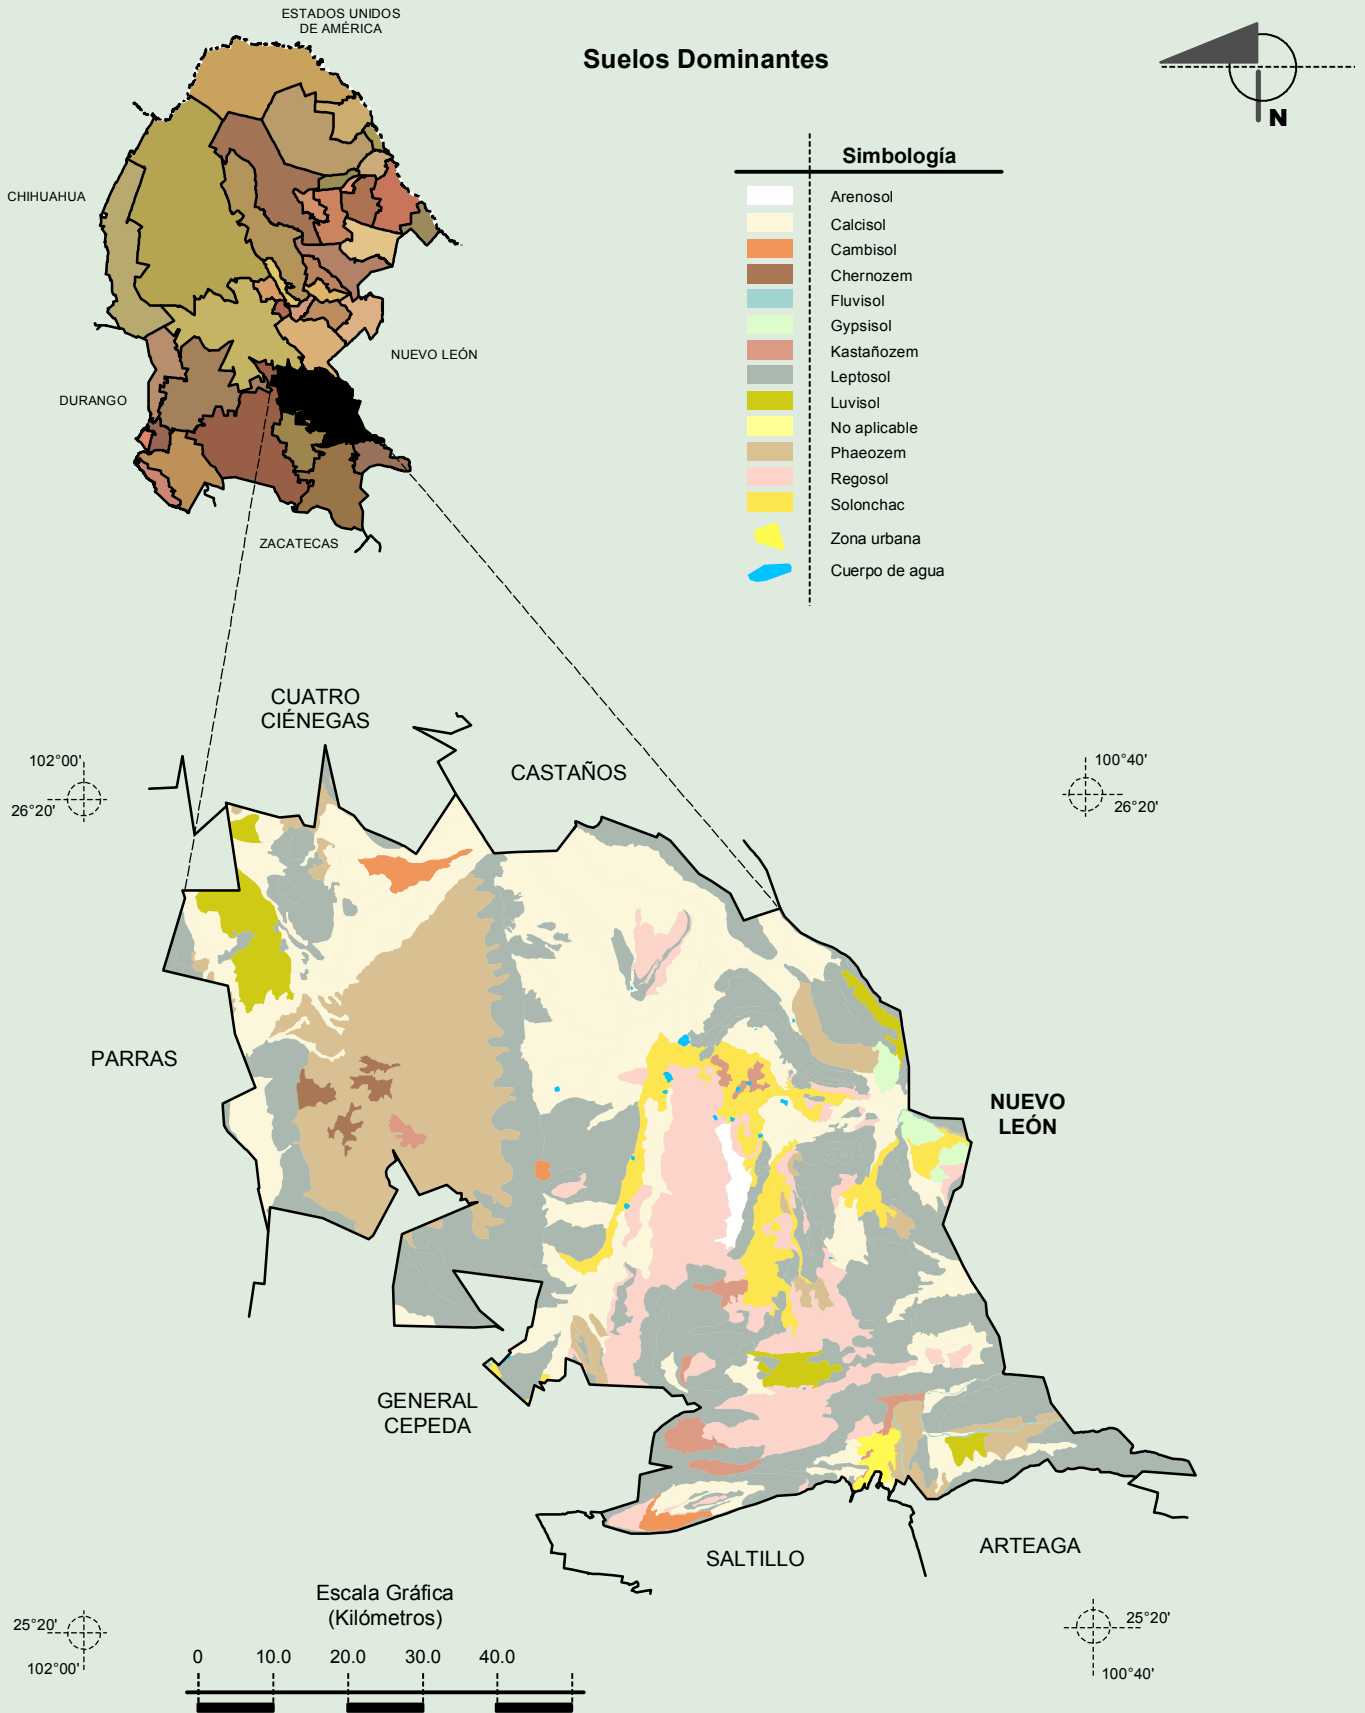 ESTADOS UNIDOS
DE AMÉRICA
Suelos Dominantes
N
Simbología
Arenosol
Calcisol
Cambisol
Chernozem
Fluvisol
Gypsisol
Kastañozem
Leptosol
Luvisol
No aplicable
Phaeozem
Regosol
Solonchac
Zona urbana
Cuerpo de agua
CHIHUAHUA
NUEVO LEÓN
DURANGO
ZACATECAS
CUATRO
CIÉNEGAS
CASTAÑOS
102°00'
26°20'
100°40'
26°20'
PARRAS
NUEVO
LEÓN
GENERAL
CEPEDA
SALTILLO
ARTEAGA
Escala Gráfica
(Kilómetros)
0 10.0 20.0 30.0 40.0
25°20'
102°00'
25°20'
100°40'